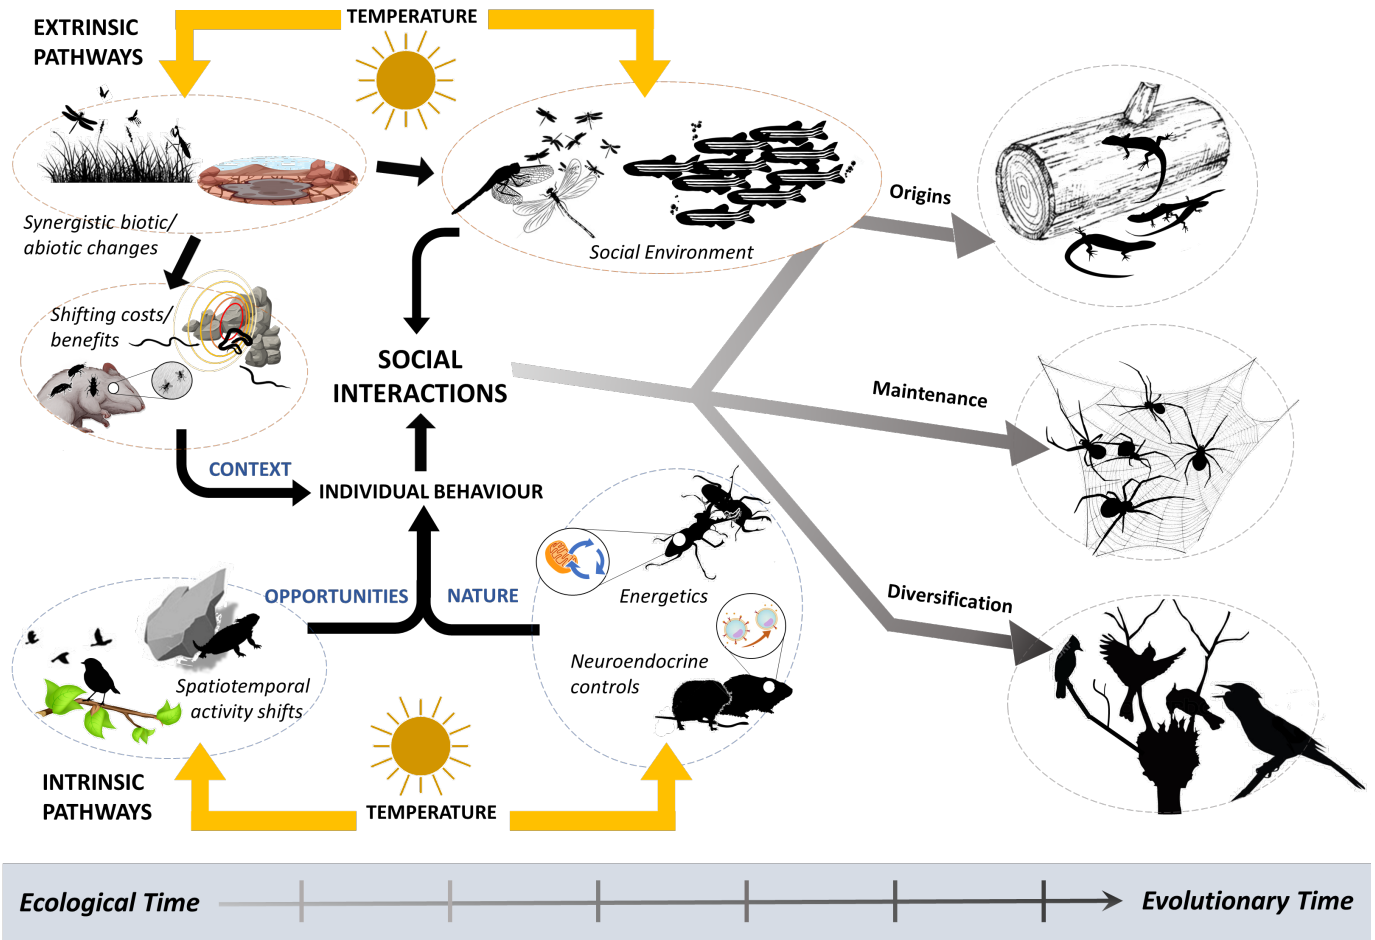 EXTRINSIC
PATHWAYS
TEMPERATURE
Synergistic biotic/
abiotic changes
Social Environment
Origins
Shifting costs/
benefits
SOCIAL
INTERACTIONS
Maintenance
CONTEXT
INDIVIDUAL BEHAVIOUR
OPPORTUNITIES
NATURE
Energetics
Diversification
Neuroendocrine
controls
Spatiotemporal
activity shifts
INTRINSIC
PATHWAYS
TEMPERATURE
Ecological Time
Evolutionary Time